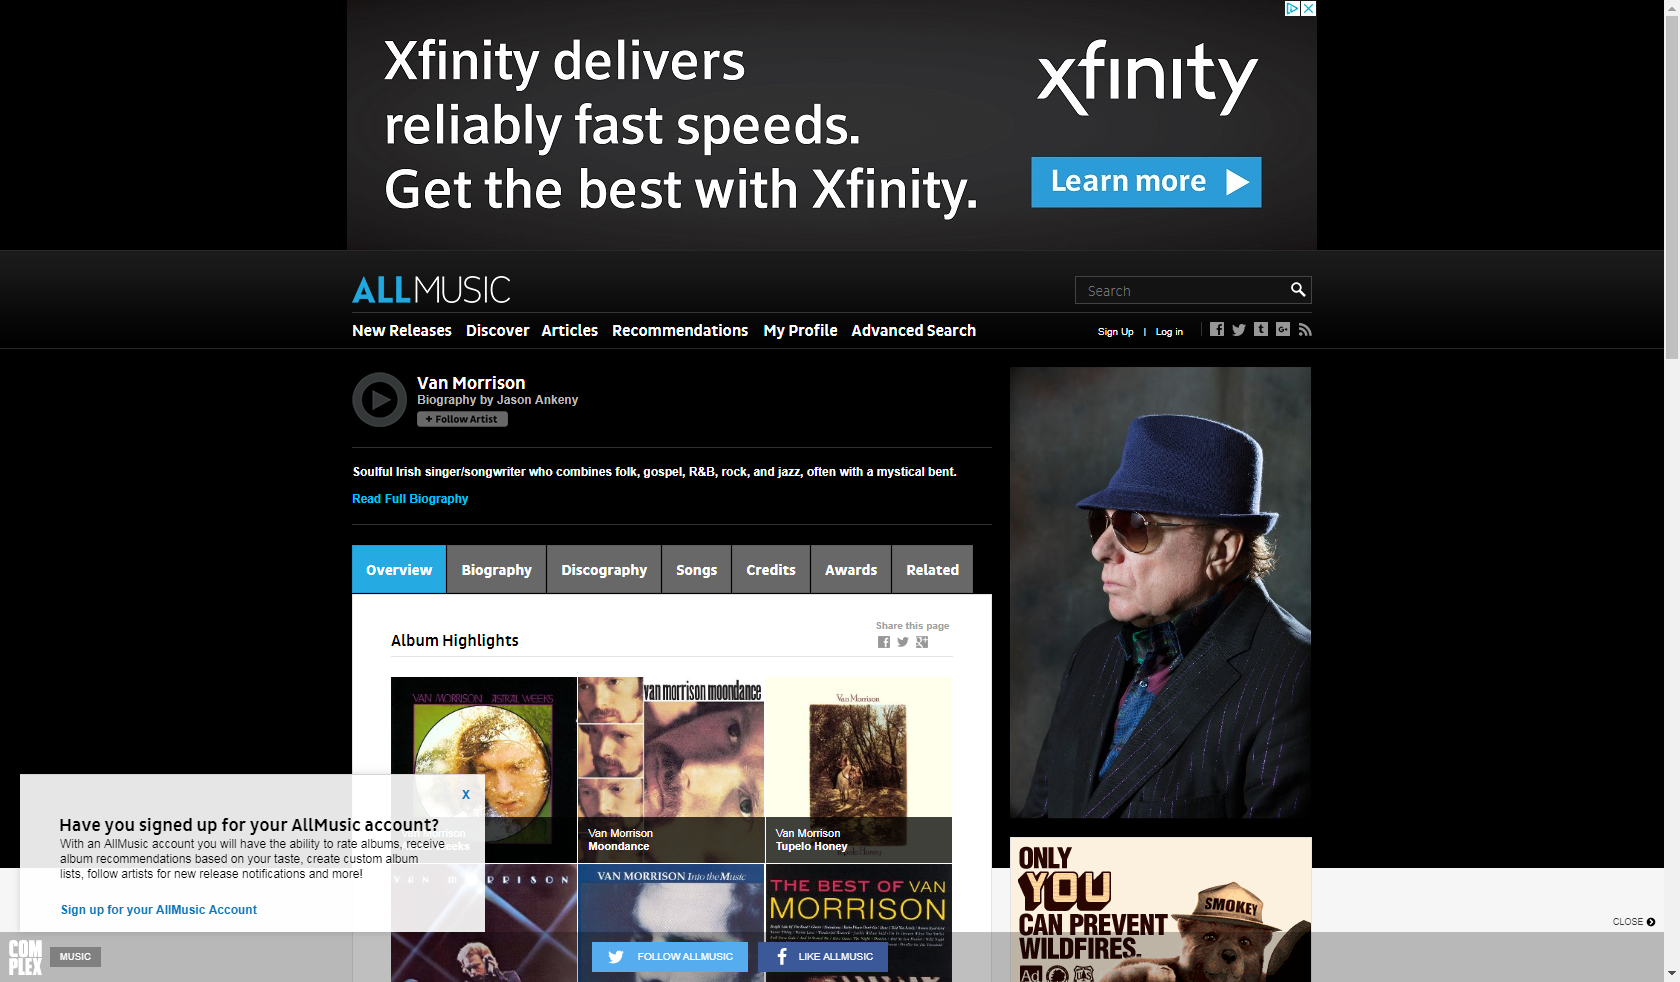 Xfinity delivers
reliably fast speeds.
Get the best with Xfinity.
xfinity
Learn more
ALLMUSIC
Search
New Releases Discover Articles Recommendations My Profile Advanced Search
Sign Up | Log in
Van Morrison
Biography by Jason Ankeny
+ Follow Artist
Soulful Irish singer/songwriter who combines folk, gospel, R&B, rock, and jazz, often with a mystical bent.
Read Full Biography
Overview Biography Discography Songs Credits Awards Related
Share this page
Album Highlights
VAN MORRISON ASTRAL WEEKS
van morrison moondance
Van Morrison
Van Morrison
Moondance
Van Morrison
Tupelo Honey
X
Have you signed up for your AllMusic account?
With an AllMusic account you will have the ability to rate albums, receive
album recommendations based on your taste, create custom album
lists, follow artists for new release notifications and more!
Sign up for your AllMusic Account
VAN MORRISON
VAN MORRISON Into the Music
THE BEST OF VAN
MORRISON
ONLY
YOU
CAN PREVENT
WILDFIRES.
SMOKEY
Ad
CLOSE
COM
PLEX
MUSIC
FOLLOW ALLMUSIC
LIKE ALLMUSIC